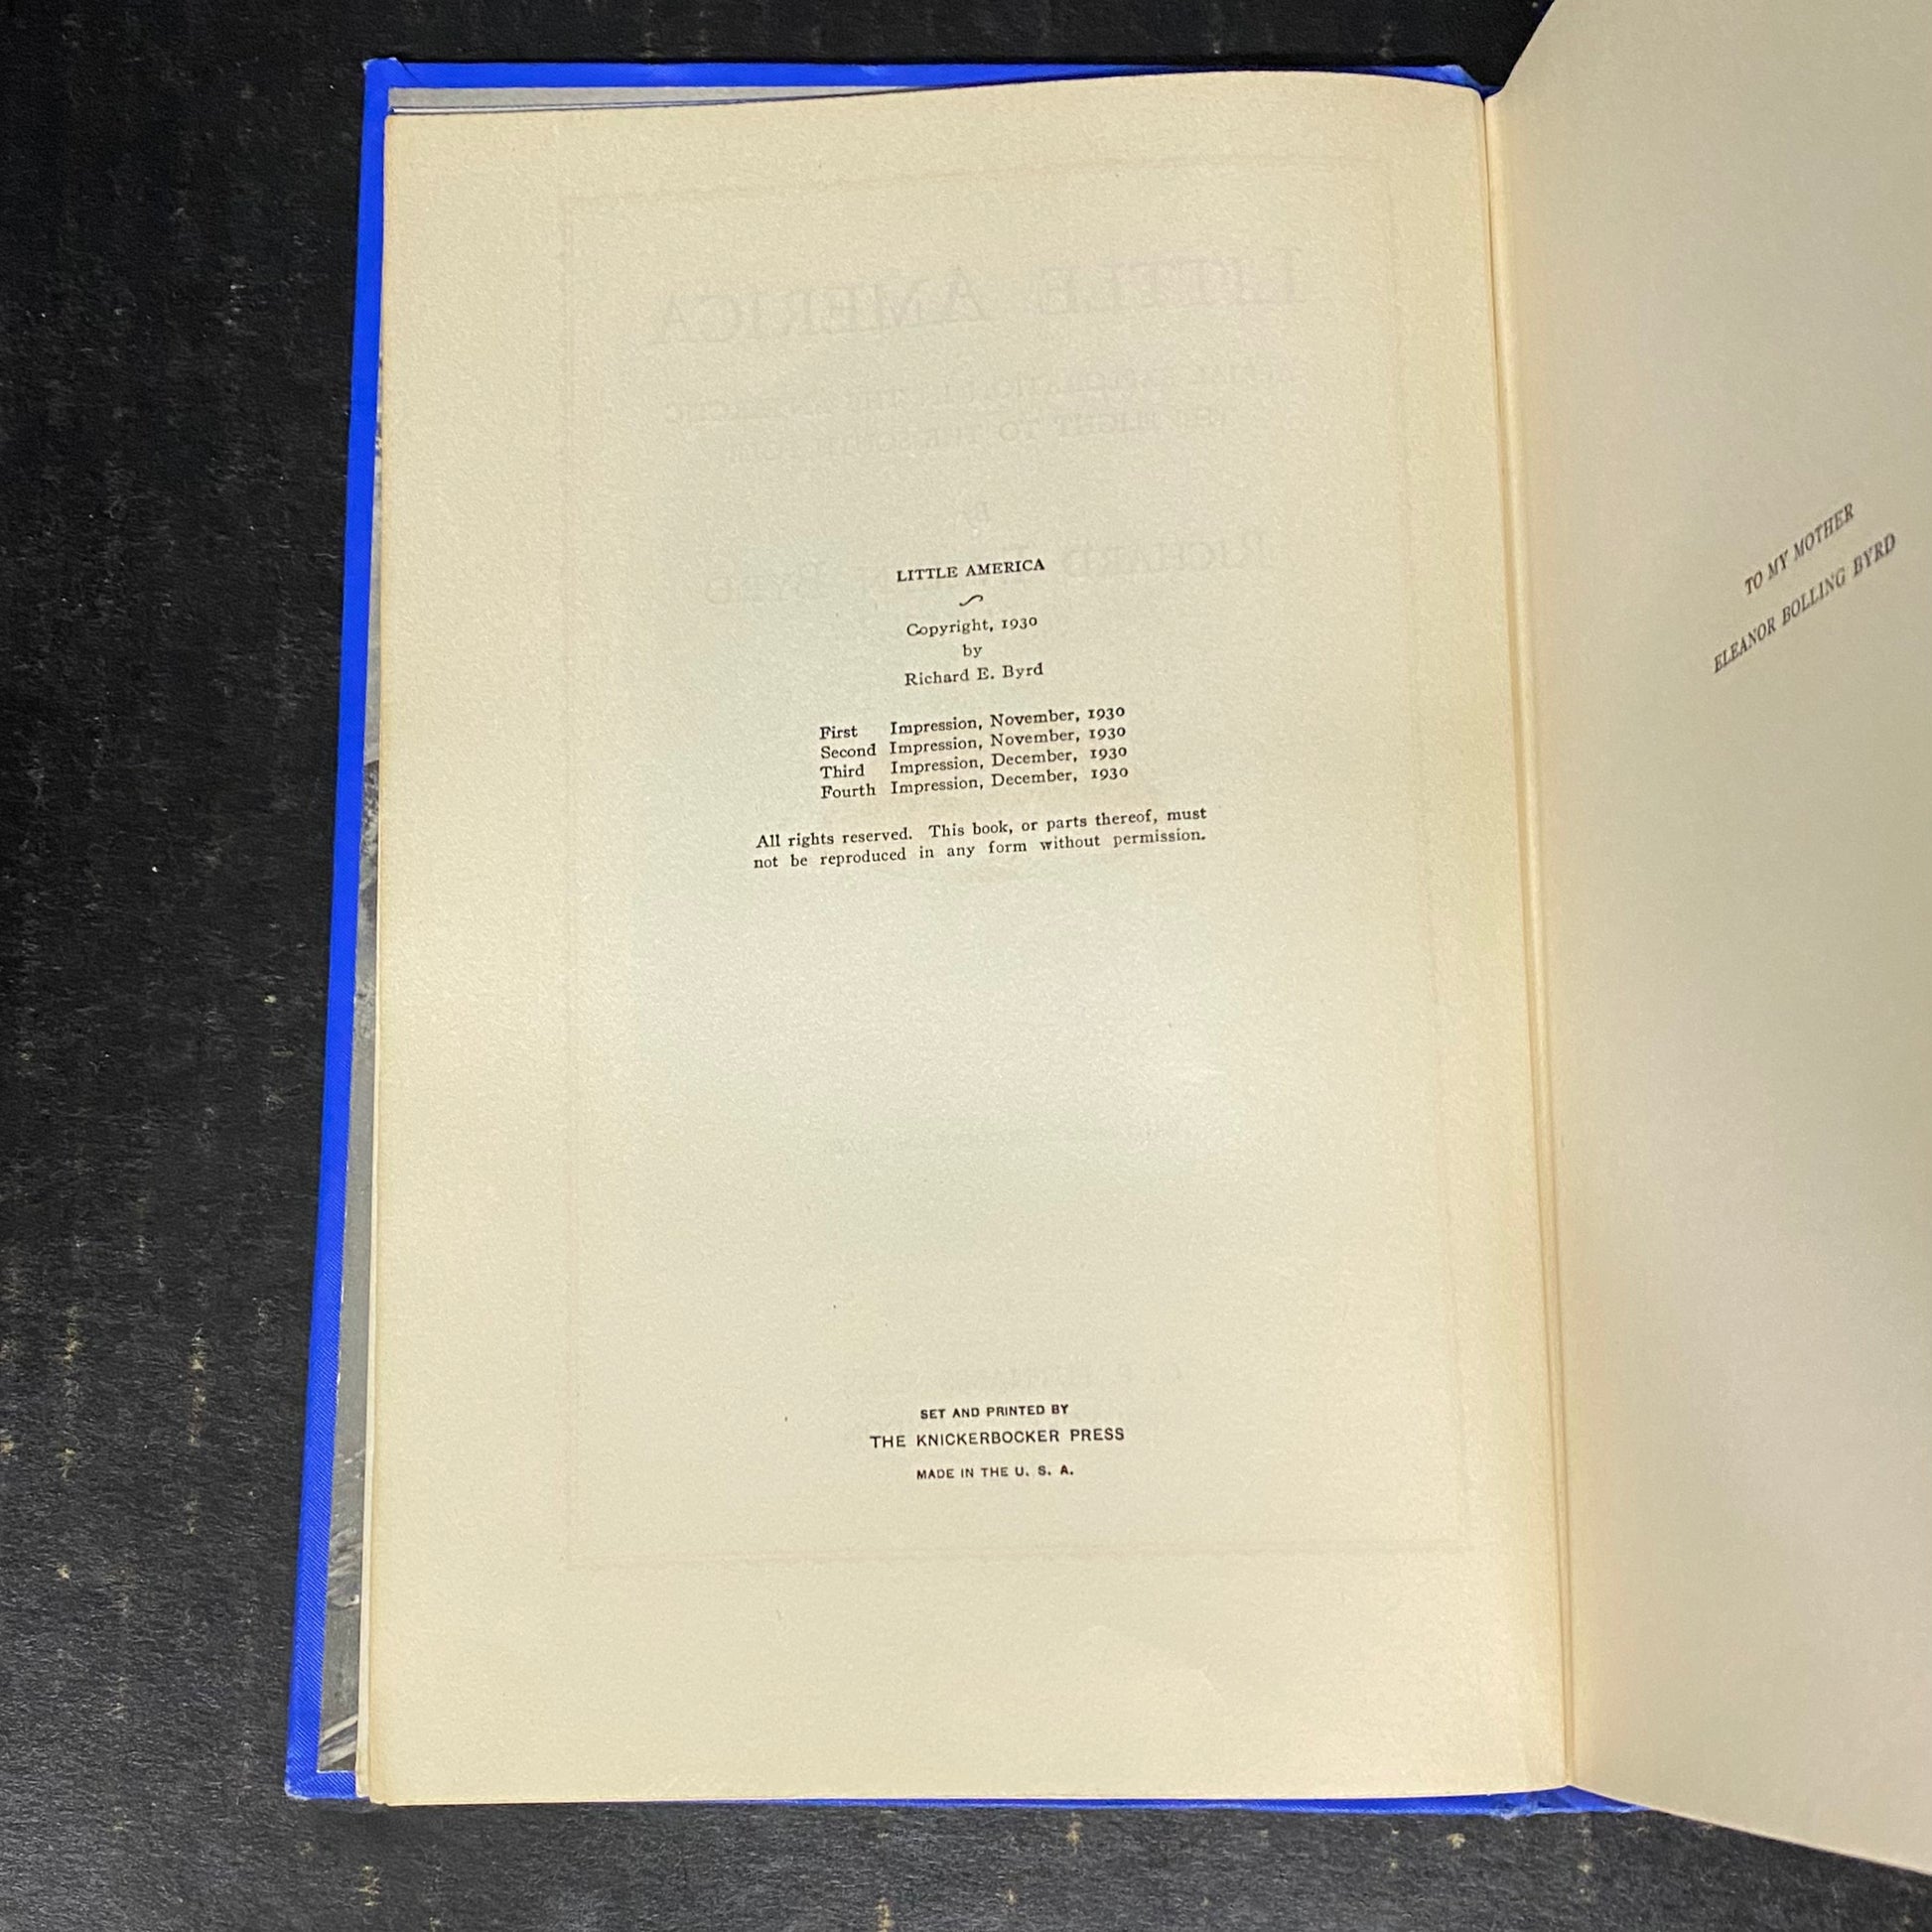 LITTLE AMERICA
Copyright, 1930
by
Richard E. Byrd
First Impression, November, 1930
Second Impression, November, 1930
Third Impression, December, 1930
Fourth Impression, December, 1930
All rights reserved. This book, or parts thereof, must
not be reproduced in any form without permission.
SET AND PRINTED BY
THE KNICKERBOCKER PRESS
MADE IN THE U. S. A.
TO MY MOTHER
ELEANOR BOLLING BYRD